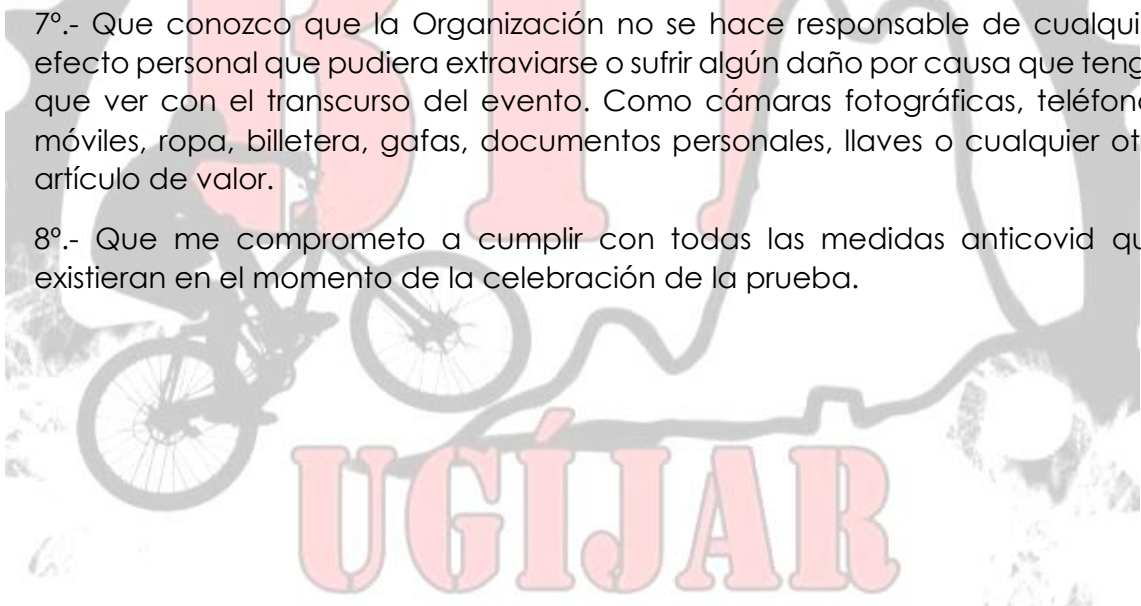 7º.- Que conozco que la Organización no se hace responsable de cualqui
efecto personal que pudiera extraviarse o sufrir algún daño por causa que teng
que ver con el transcurso del evento. Como cámaras fotográficas, teléfono
móviles, ropa, billetera, gafas, documentos personales, llaves o cualquier ot
artículo de valor.
8º.- Que me comprometo a cumplir con todas las medidas anticovid qu
existieran en el momento de la celebración de la prueba.
UGÍJAR